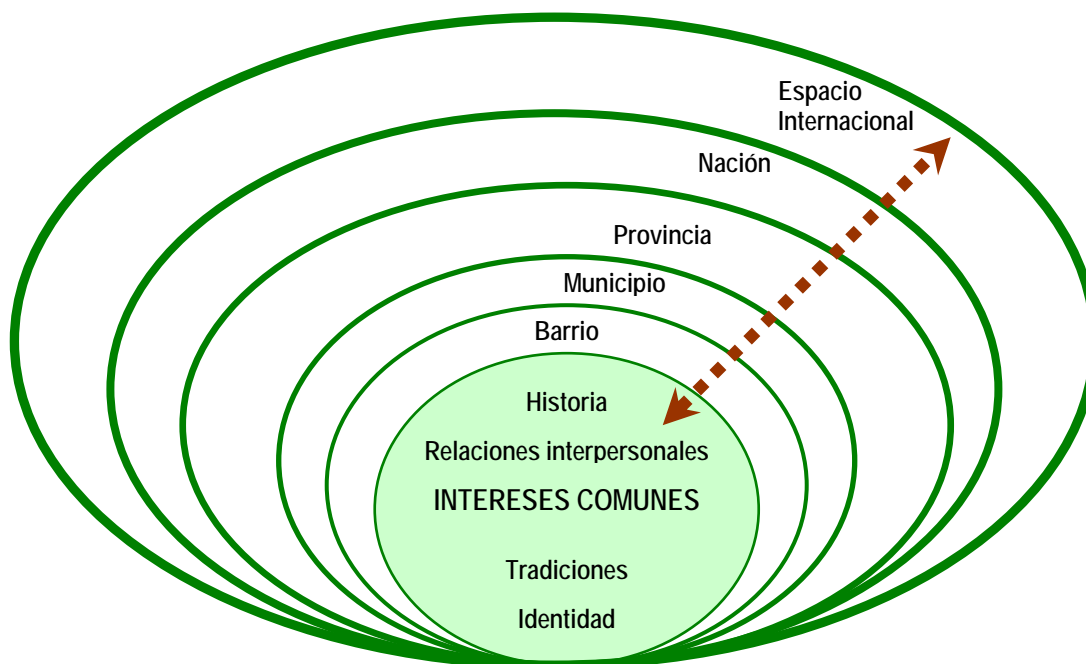 Espacio
Internacional
Nación
Provincia
Municipio
Barrio
Historia
Relaciones interpersonales
INTERESES COMUNES
Tradiciones
Identidad